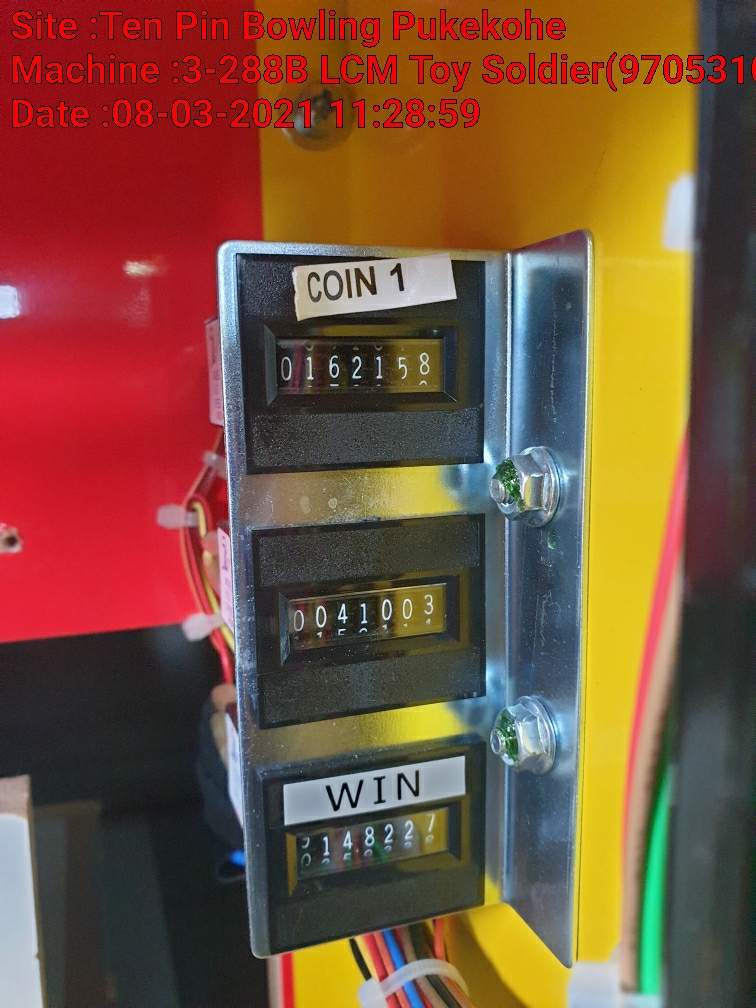 Site :Ten Pin Bowling Pukekohe
Machine :3-288B LCM Toy Soldier(9705310
Date :08-03-2021 11:28:59
COIN 1
0162158
0041003
WIN
148227